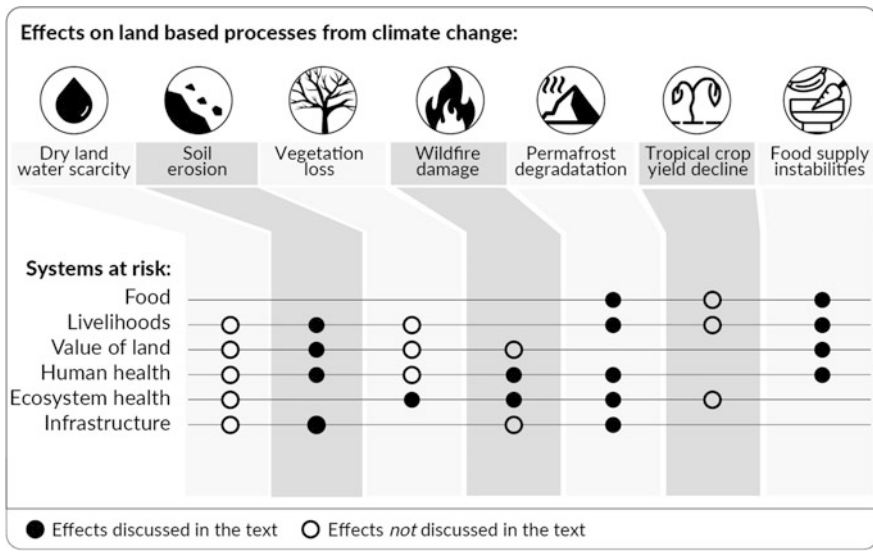 Effects on land based processes from climate change:
Dry land
water scarcity
Soil
erosion
Vegetation
loss
Wildfire
damage
Permafrost
degradatation
Tropical crop
yield decline
Food supply
instabilities
Systems at risk:
Food
Livelihoods
Value of land
Human health
Ecosystem health
Infrastructure
Effects discussed in the text
Effects not discussed in the text